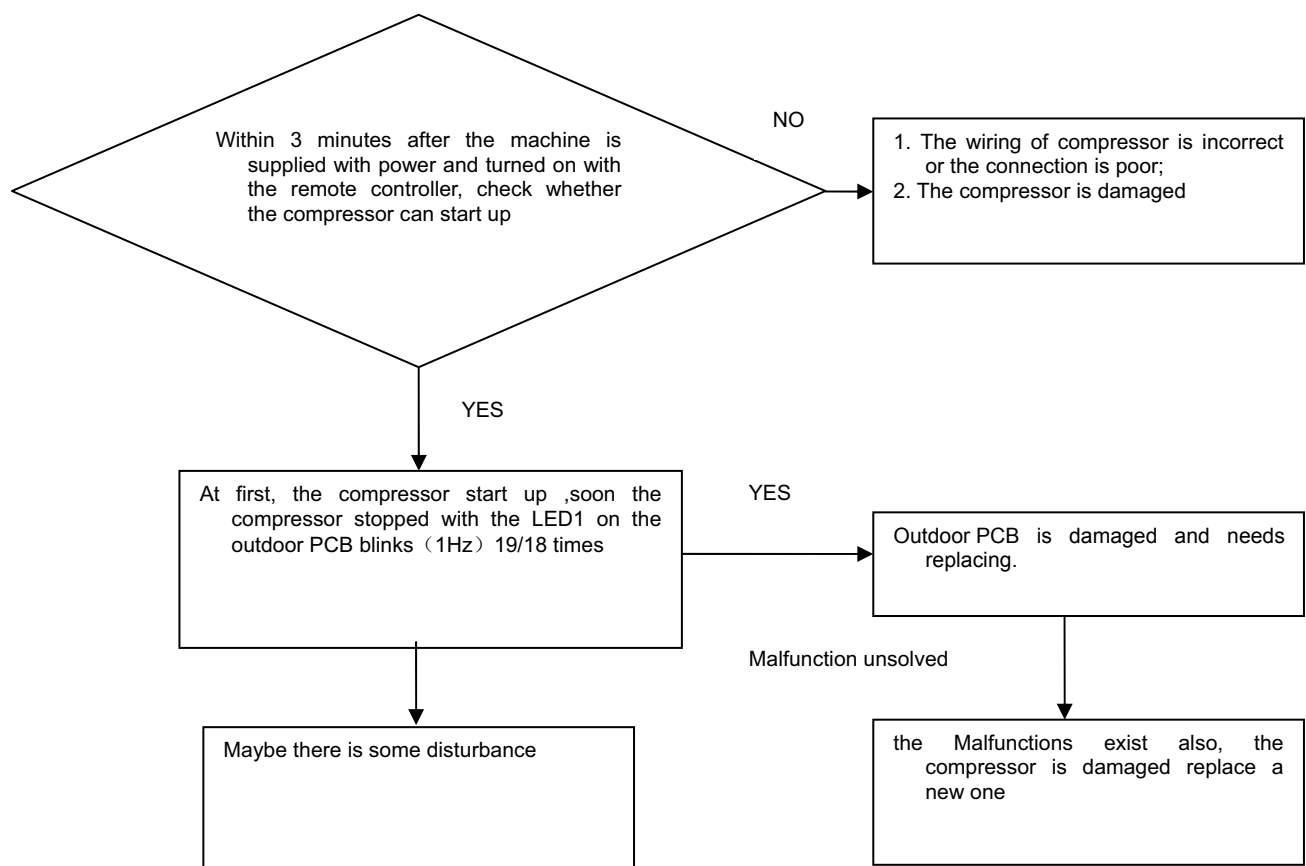 NO
Within 3 minutes after the machine is
supplied with power and turned on with
the remote controller, check whether
the compressor can start up
1. The wiring of compressor is incorrect
or the connection is poor;
2. The compressor is damaged
YES
At first, the compressor start up ,soon the
compressor stopped with the LED1 on the
outdoor PCB blinks（1Hz）19/18 times
YES
Outdoor PCB is damaged and needs
replacing.
Malfunction unsolved
Maybe there is some disturbance
the Malfunctions exist also, the
compressor is damaged replace a
new one